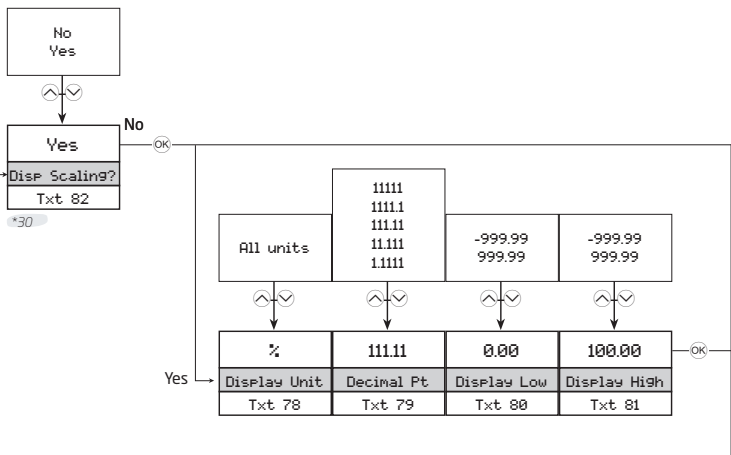 No
Yes
Yes
No
OK
Disp Scaling?
Txt 82
*30
All units
11111
1111.1
111.11
11.111
1.1111
-999.99
999.99
-999.99
999.99
Yes
%
111.11
0.00
100.00
OK
Display Unit
Decimal Pt
Display Low
Display High
Txt 78
Txt 79
Txt 80
Txt 81